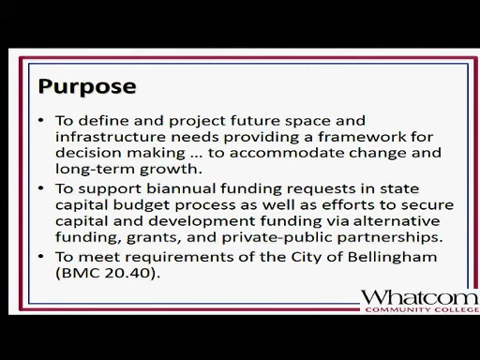 Purpose
• To define and project future space and
infrastructure needs providing a framework for
decision making ... to accommodate change and
long-term growth.
• To support biannual funding requests in state
capital budget process as well as efforts to secure
capital and development funding via alternative
funding, grants, and private-public partnerships.
• To meet requirements of the City of Bellingham
(BMC 20.40).
Whatcom
COMMUNITY COLLEGE